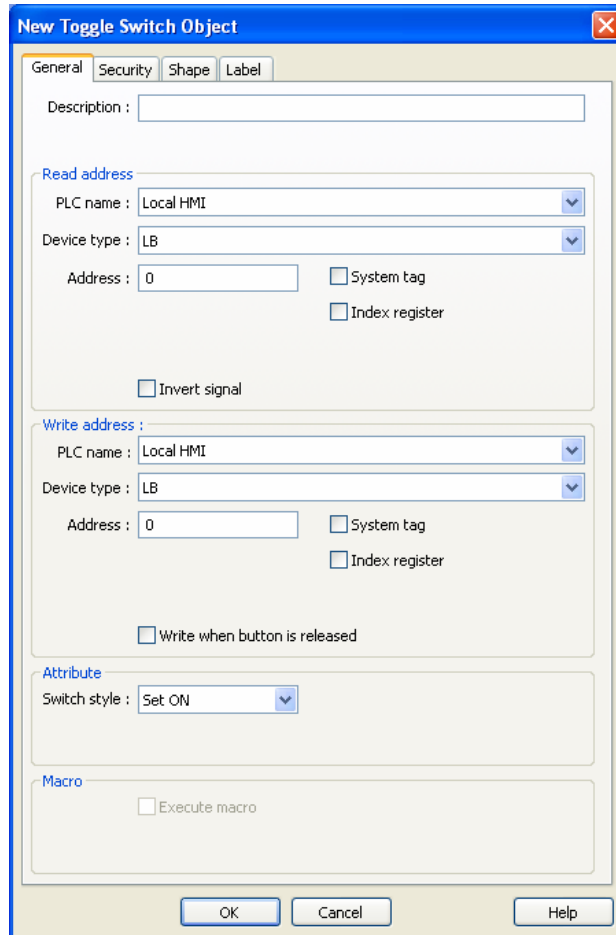 New Toggle Switch Object
General Security Shape Label
Description :
Read address
PLC name : Local HMI
Device type : LB
Address : 0 System tag
Index register
Invert signal
Write address :
PLC name : Local HMI
Device type : LB
Address : 0 System tag
Index register
Write when button is released
Attribute
Switch style : Set ON
Macro
Execute macro
OK Cancel Help